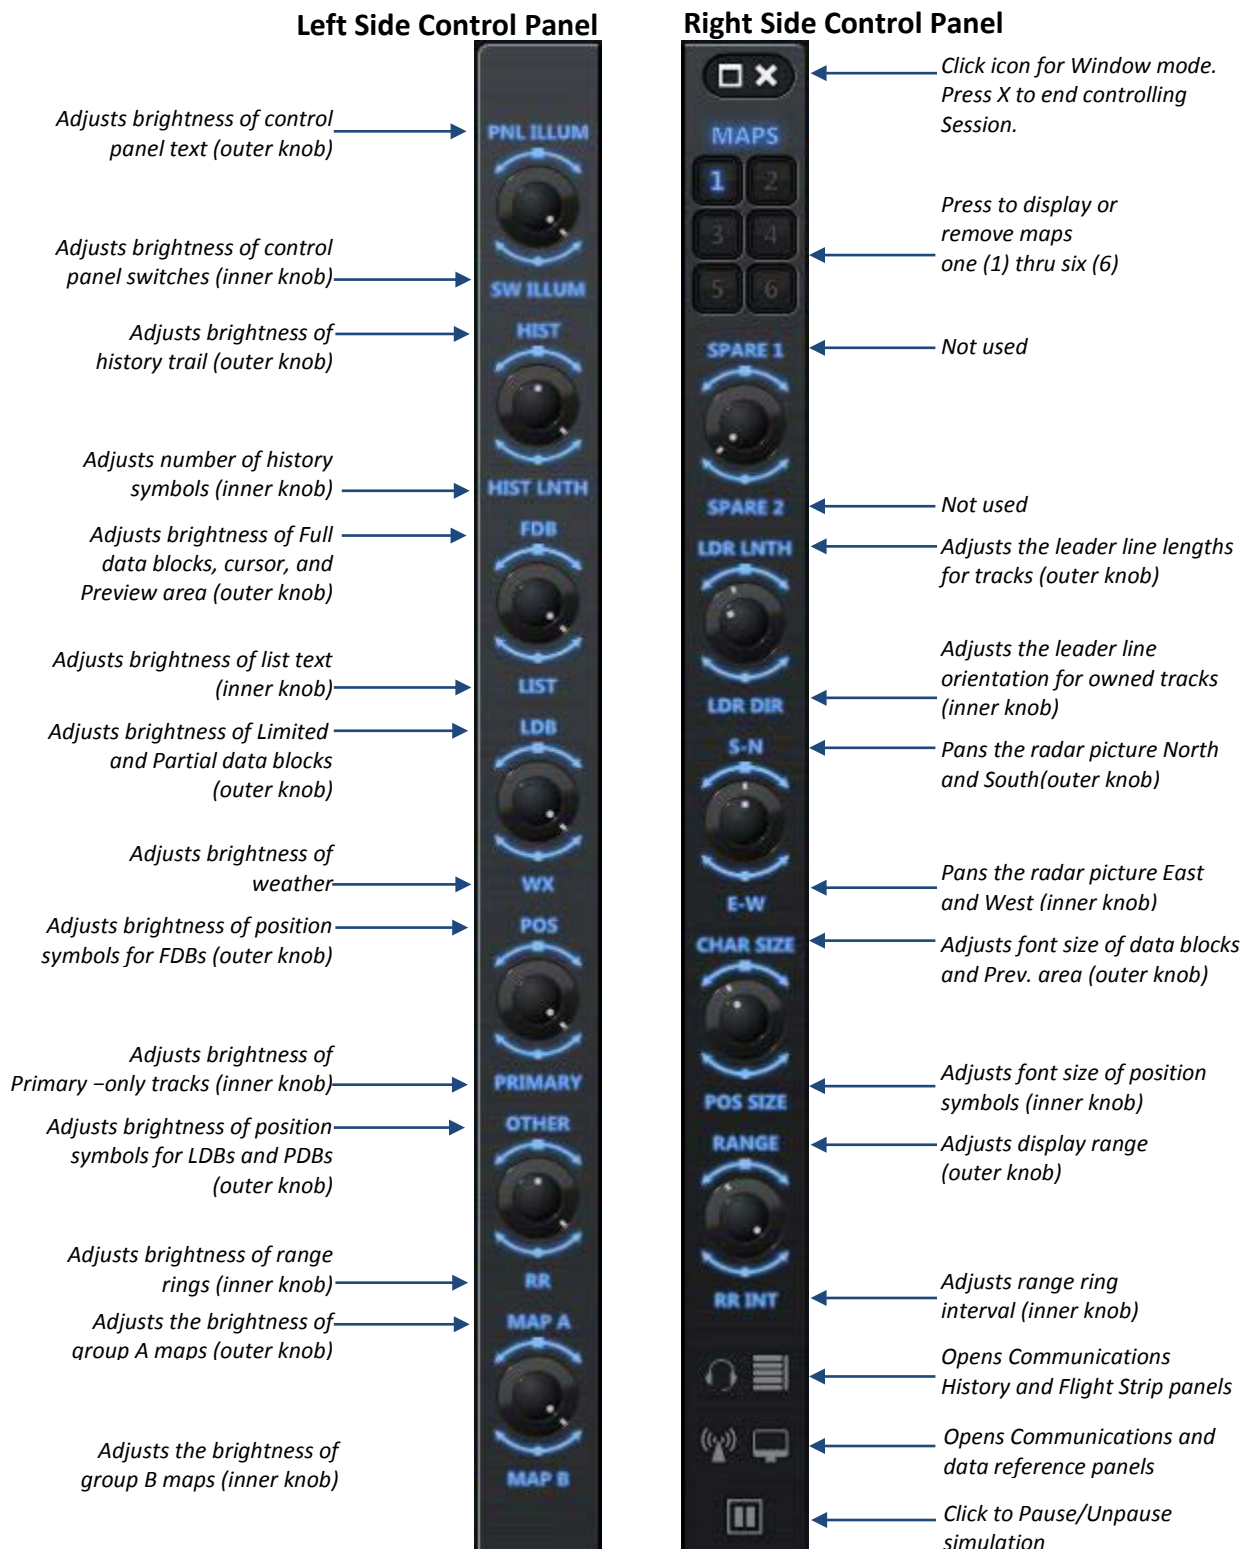 Left Side Control Panel
Adjusts brightness of control
panel text (outer knob)
PNL ILLUM
Adjusts brightness of control
panel switches (inner knob)
SW ILLUM
Adjusts brightness of
history trail (outer knob)
HIST
Adjusts number of history
symbols (inner knob)
HIST LNTH
Adjusts brightness of Full
data blocks, cursor, and
Preview area (outer knob)
FDB
Adjusts brightness of list text
(inner knob)
LIST
Adjusts brightness of Limited
and Partial data blocks
(outer knob)
LDB
Adjusts brightness of
weather
WX
Adjusts brightness of position
symbols for FDBs (outer knob)
POS
Adjusts brightness of
Primary –only tracks (inner knob)
PRIMARY
Adjusts brightness of position
symbols for LDBs and PDBs
(outer knob)
OTHER
Adjusts brightness of range
rings (inner knob)
RR
Adjusts the brightness of
group A maps (outer knob)
MAP A
Adjusts the brightness of
group B maps (inner knob)
MAP B
Right Side Control Panel
Click icon for Window mode.
Press X to end controlling
Session.
MAPS
1 2
3 4
5 6
Press to display or
remove maps
one (1) thru six (6)
SPARE 1
Not used
SPARE 2
Not used
LDR LNTH
Adjusts the leader line lengths
for tracks (outer knob)
LDR DIR
Adjusts the leader line
orientation for owned tracks
(inner knob)
S-N
Pans the radar picture North
and South(outer knob)
E-W
Pans the radar picture East
and West (inner knob)
CHAR SIZE
Adjusts font size of data blocks
and Prev. area (outer knob)
POS SIZE
Adjusts font size of position
symbols (inner knob)
RANGE
Adjusts display range
(outer knob)
RR INT
Adjusts range ring
interval (inner knob)
Opens Communications
History and Flight Strip panels
Opens Communications and
data reference panels
Click to Pause/Unpause
simulation